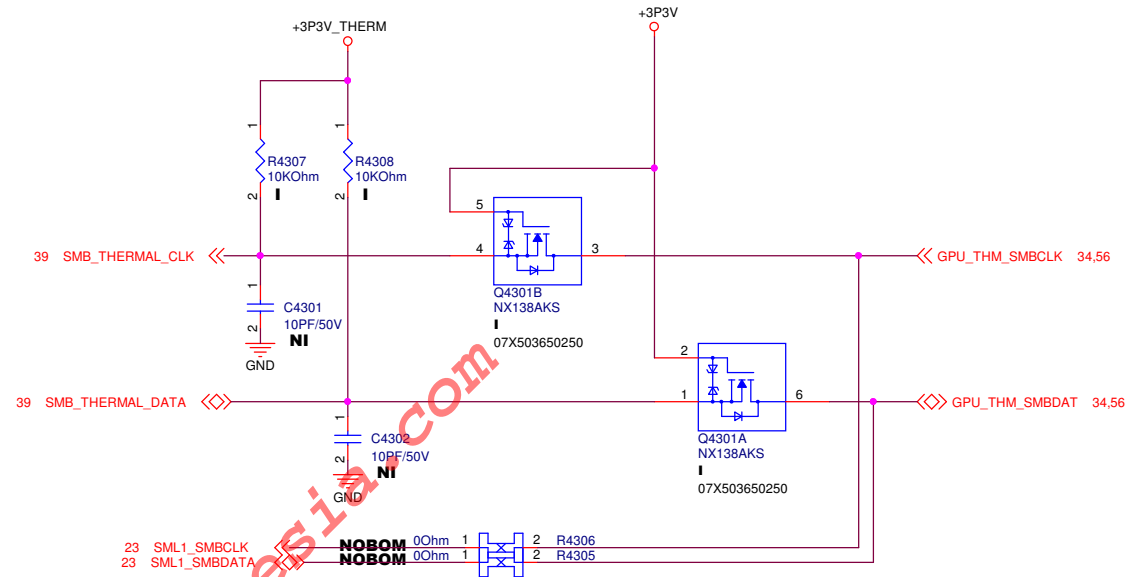 +3P3V_THERM
+3P3V
1
1
R4307
10KOhm
I
2
R4308
10KOhm
I
2
5
39 SMB_THERMAL_CLK
4
3
GPU_THM_SMBCLK 34,56
Q4301B
NX138AKS
I
07X503650250
1
C4301
10PF/50V
NI
2
GND
2
39 SMB_THERMAL_DATA
1
6
GPU_THM_SMBDAT 34,56
Q4301A
NX138AKS
I
07X503650250
1
C4302
10PF/50V
NI
2
GND
esia.com
23 SML1_SMBCLK
NOBOM 0Ohm 1 2 R4306
23 SML1_SMBDATA
NOBOM 0Ohm 1 2 R4305